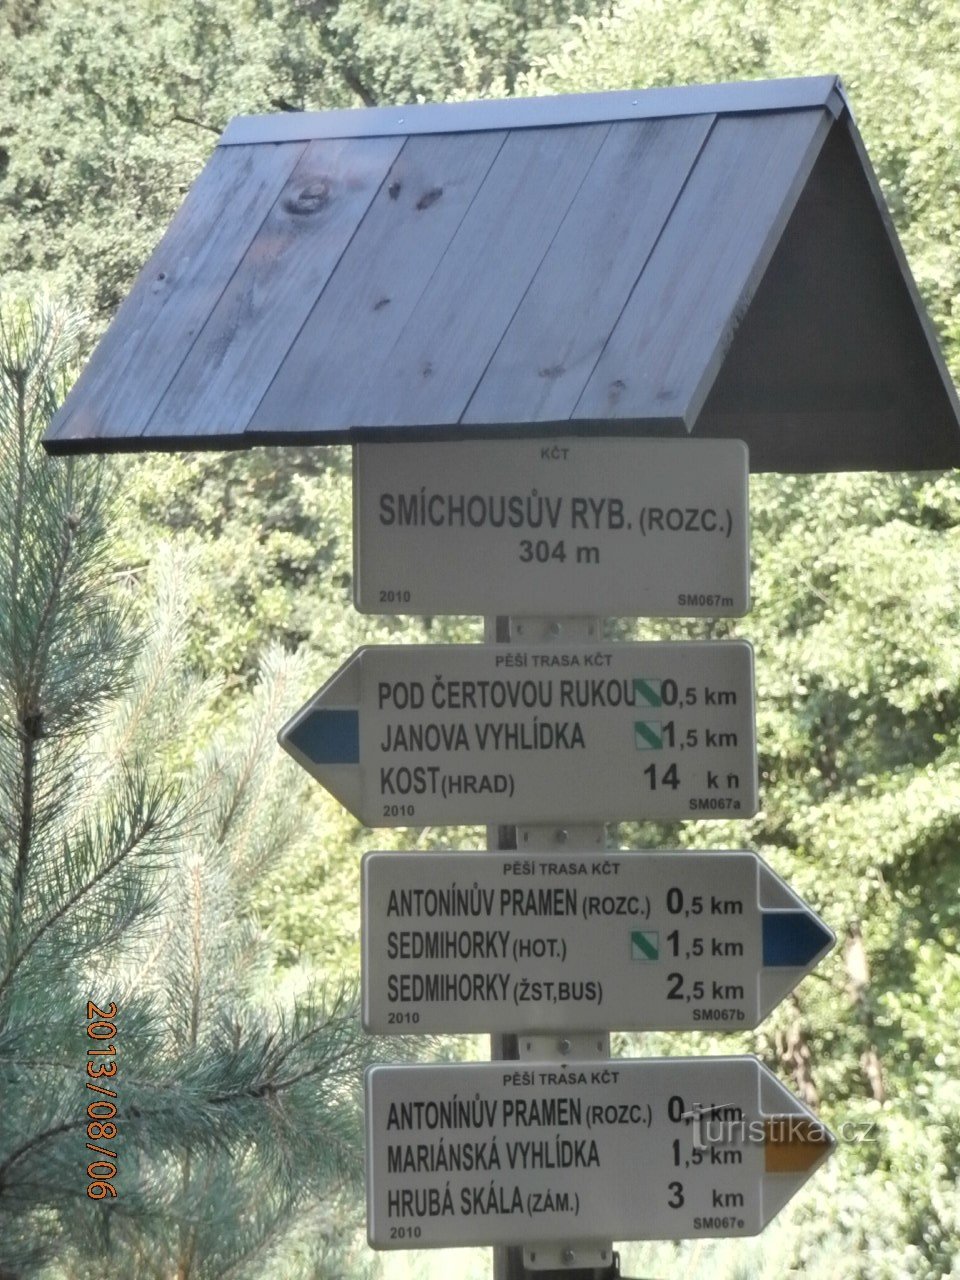 KČT
SMÍCHOUSŮV RYB. (ROZC.)
304 m
2010 SM067m
PĚŠÍ TRASA KČT
POD ČERTOVOU RUKOU 0,5 km
JANOVA VYHLÍDKA 1,5 km
KOST (HRAD) 14 km
2010 SM067a
PĚŠÍ TRASA KČT
ANTONÍNŮV PRAMEN (ROZC.) 0,5 km
SEDMIHORKY (HOT.) 1,5 km
SEDMIHORKY (ŽST,BUS) 2,5 km
2010 SM067b
PĚŠÍ TRASA KČT
ANTONÍNŮV PRAMEN (ROZC.) km
MARIÁNSKÁ VYHLÍDKA 1,5 km
HRUBÁ SKÁLA (ZÁM.) 3 km
2010 SM067e
Turistika.cz
2013/08/06